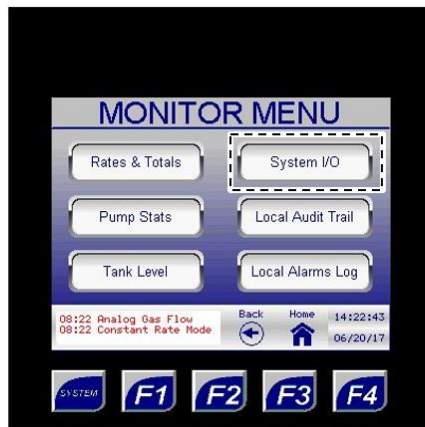 MONITOR MENU
Rates & Totals
System I/O
Pump Stats
Local Audit Trail
Tank Level
Local Alarms Log
08:22 Analog Gas Flow
08:22 Constant Rate Mode
Back
Home
14:22:43
06/20/17
SYSTEM
F1
F2
F3
F4